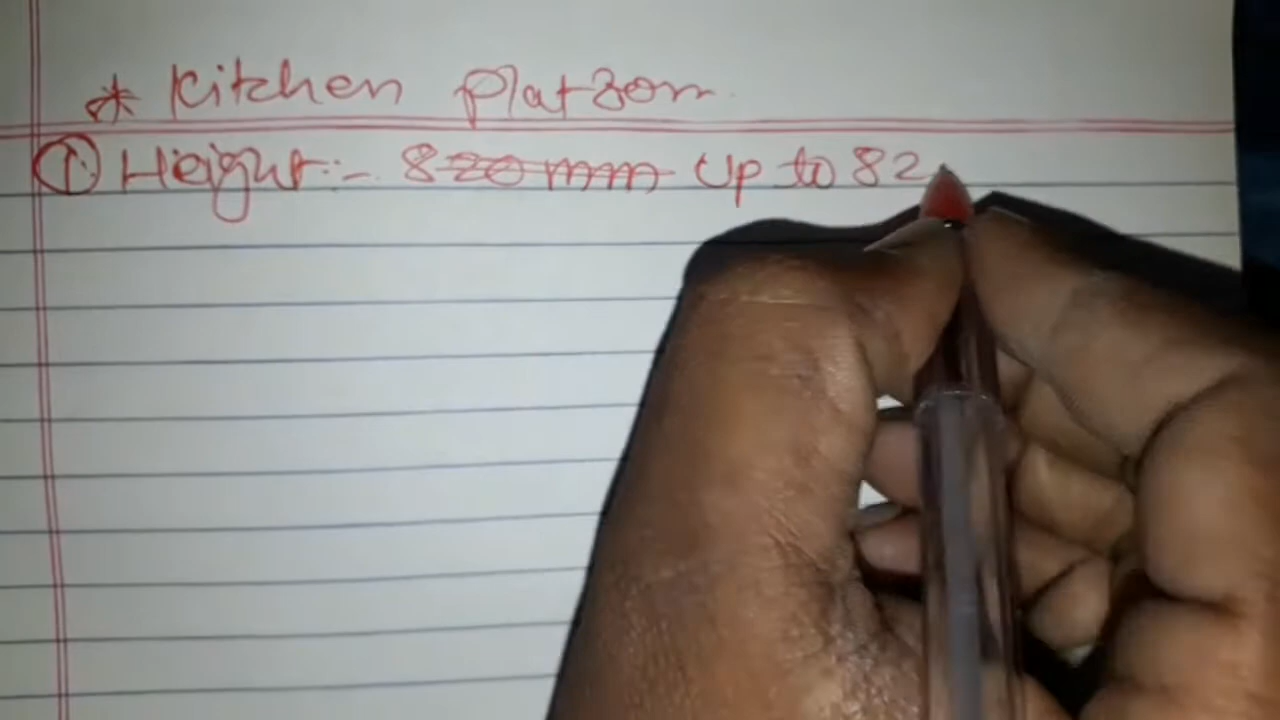 * Kitchen Platform
① Height:- 820 mm Up to 82